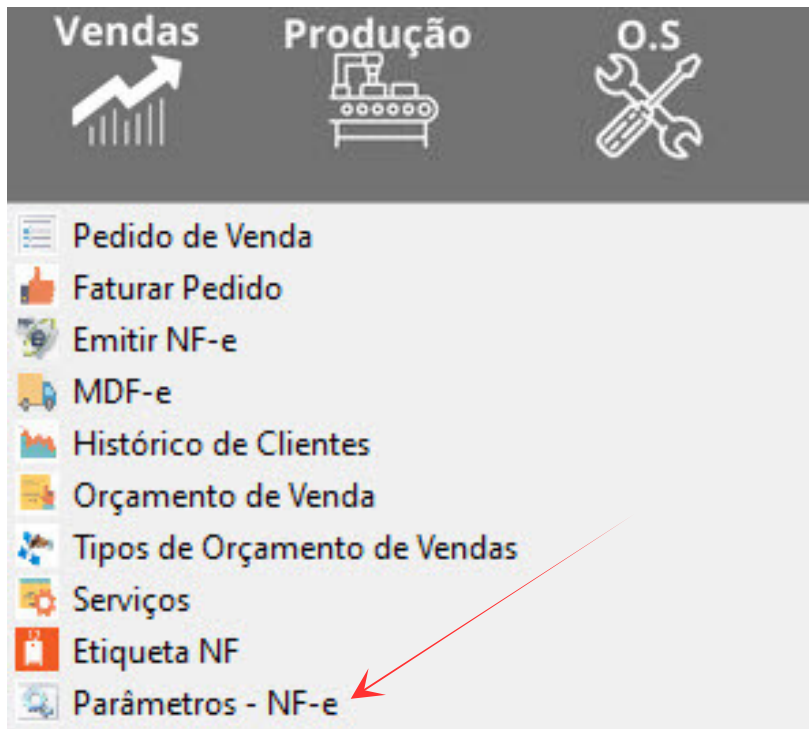 Vendas Produção O.S
Pedido de Venda
Faturar Pedido
Emitir NF-e
MDF-e
Histórico de Clientes
Orçamento de Venda
Tipos de Orçamento de Vendas
Serviços
Etiqueta NF
Parâmetros - NF-e